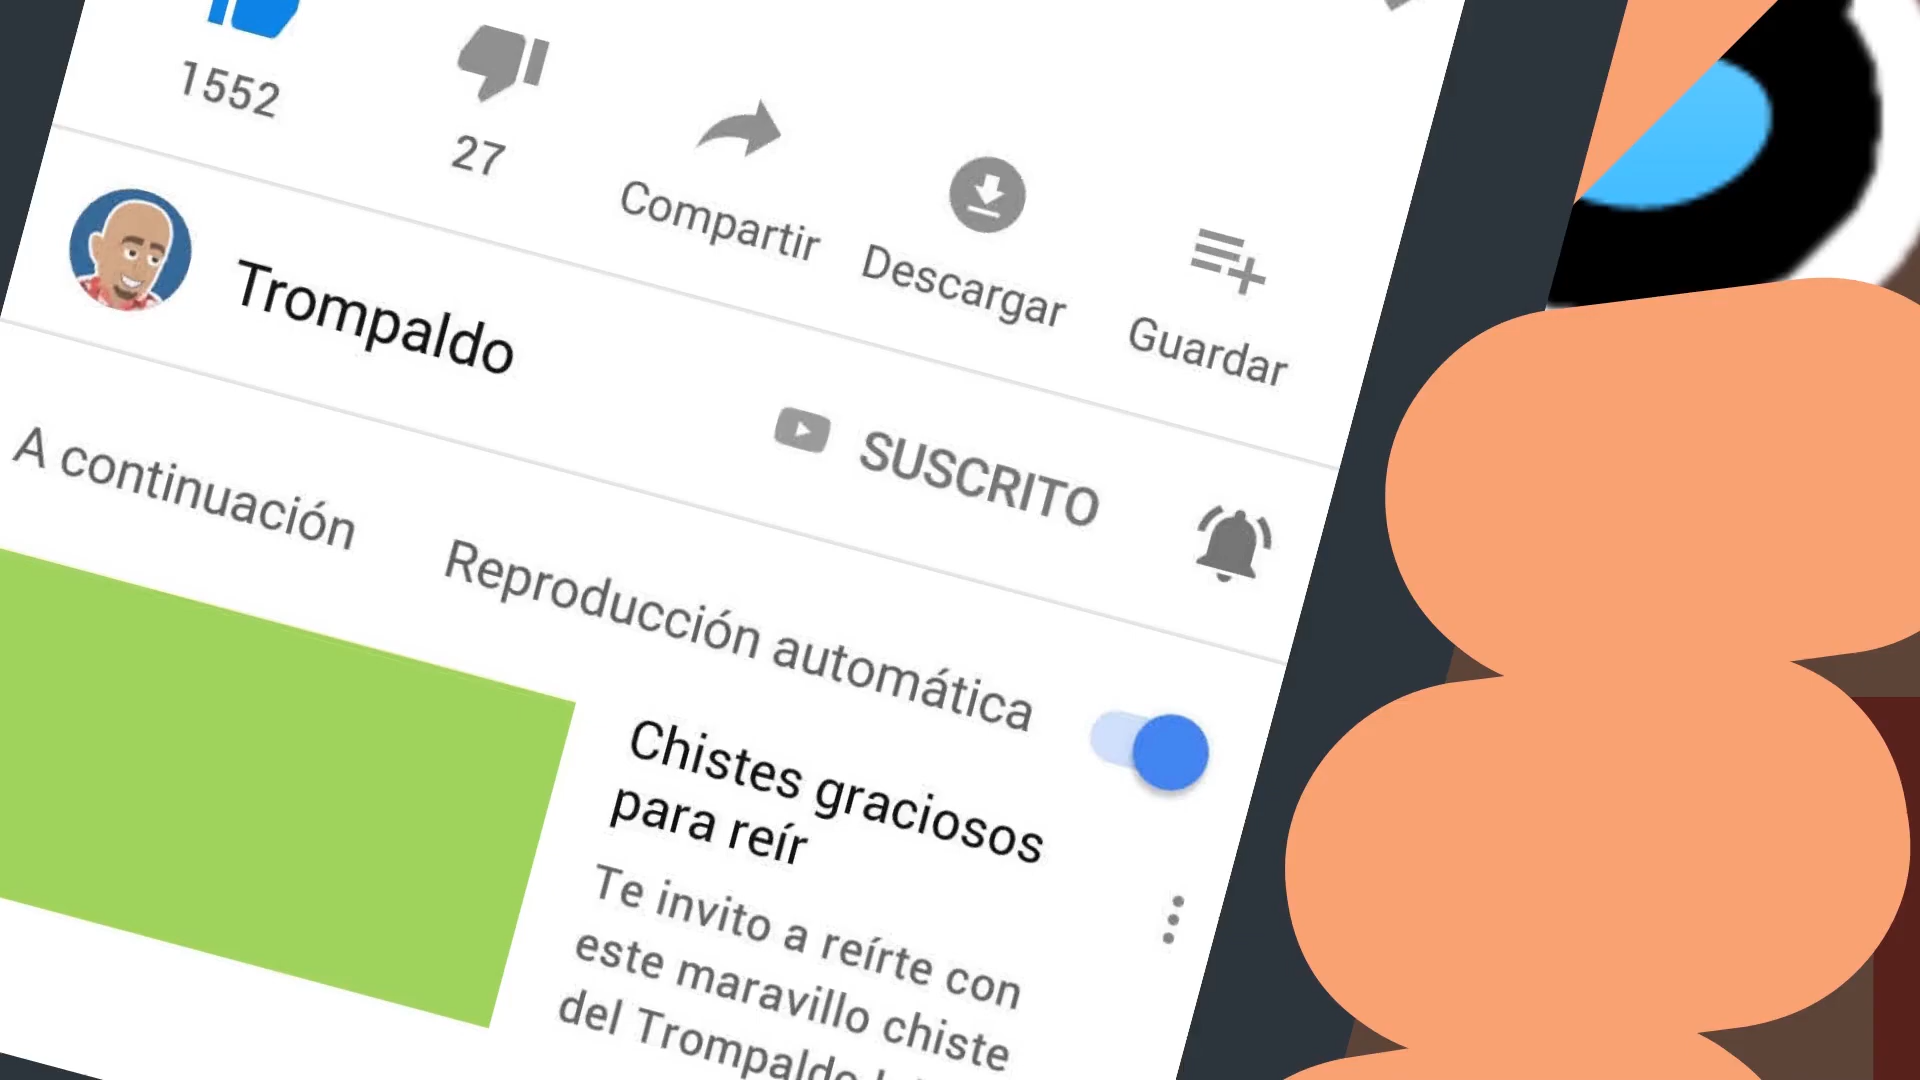 1552
27
Compartir
Descargar
Guardar
Trompaldo
SUSCRITO
A continuación
Reproducción automática
Chistes graciosos
para reír
Te invito a reírte con
este maravillo chiste
del Trompaldo